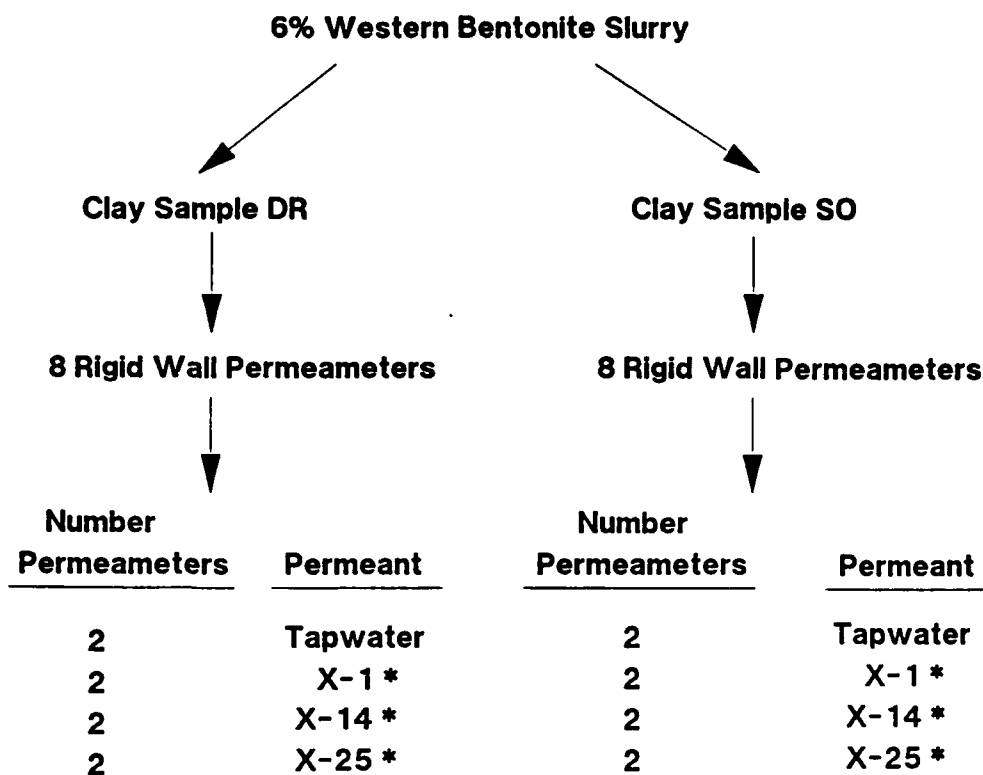 6% Western Bentonite Slurry
Clay Sample DR
Clay Sample SO
8 Rigid Wall Permeameters
8 Rigid Wall Permeameters
Number
Permeameters Permeant
2 Tapwater
2 X-1 *
2 X-14 *
2 X-25 *
Number
Permeameters Permeant
2 Tapwater
2 X-1 *
2 X-14 *
2 X-25 *